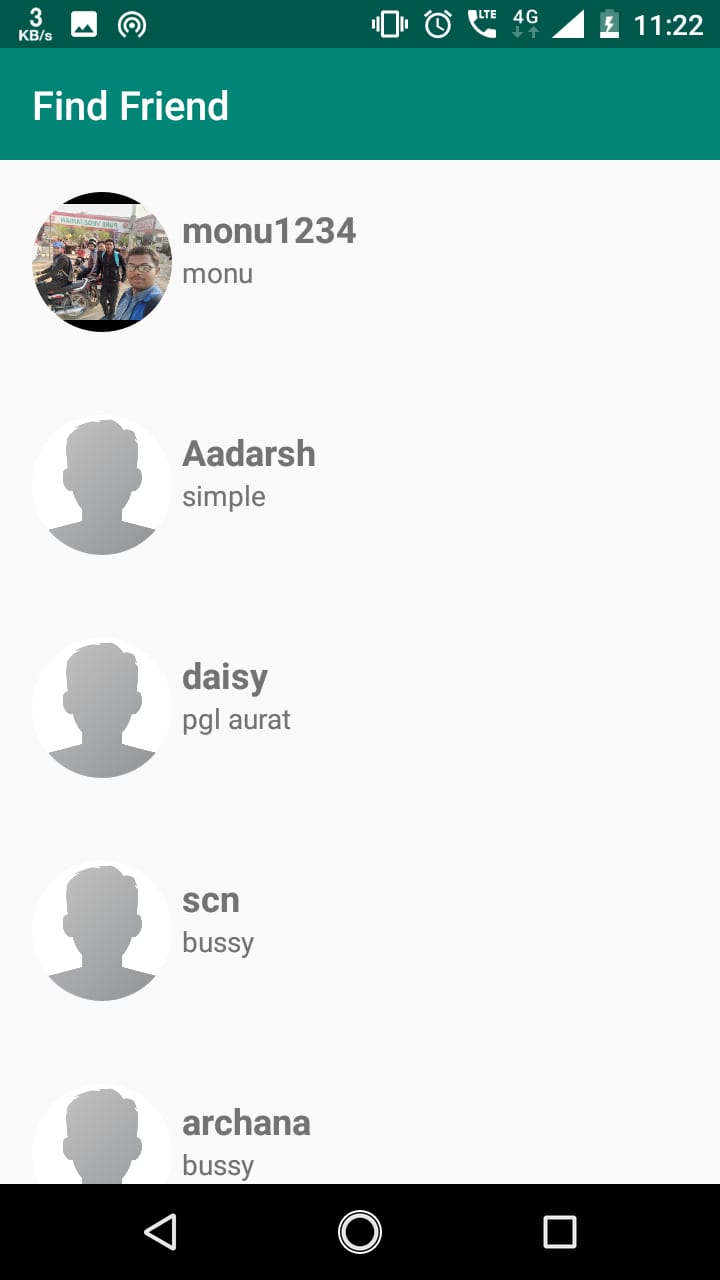 3
KB/s
LTE
4G
11:22
Find Friend
monu1234
monu
Aadarsh
simple
daisy
pgl aurat
scn
bussy
archana
bussy